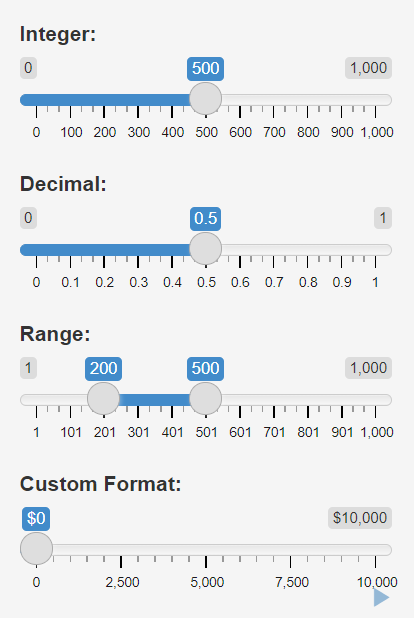 Integer:
0 500 1,000
0 100 200 300 400 500 600 700 800 900 1,000
Decimal:
0 0.5 1
0 0.1 0.2 0.3 0.4 0.5 0.6 0.7 0.8 0.9 1
Range:
1 200 500 1,000
1 101 201 301 401 501 601 701 801 901 1,000
Custom Format:
$0 $10,000
0 2,500 5,000 7,500 10,000